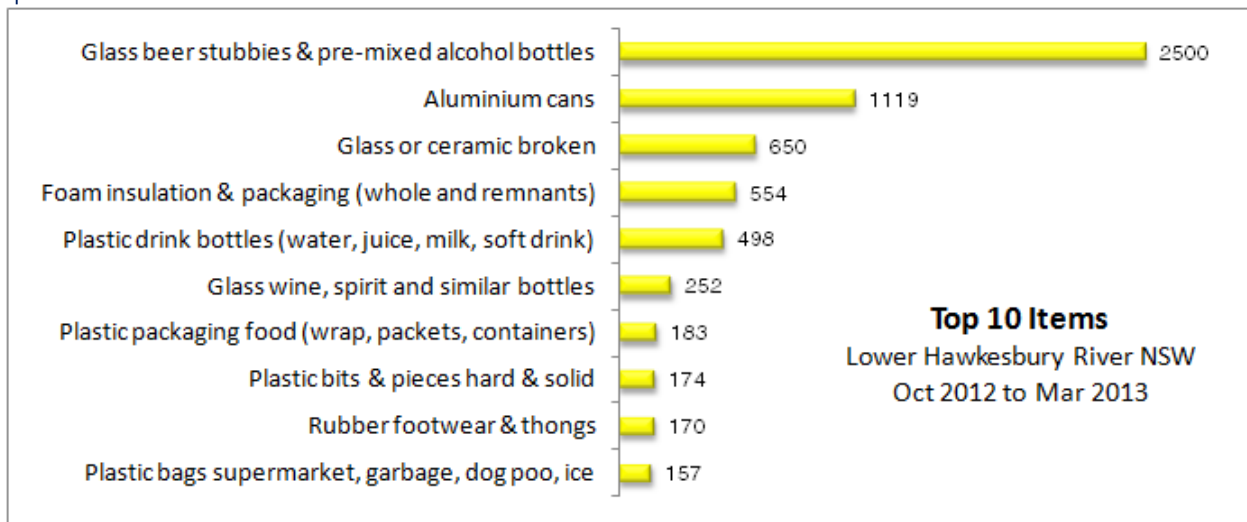 Glass beer stubbies & pre-mixed alcohol bottles 2500
Aluminium cans 1119
Glass or ceramic broken 650
Foam insulation & packaging (whole and remnants) 554
Plastic drink bottles (water, juice, milk, soft drink) 498
Glass wine, spirit and similar bottles 252
Plastic packaging food (wrap, packets, containers) 183
Plastic bits & pieces hard & solid 174
Rubber footwear & thongs 170
Plastic bags supermarket, garbage, dog poo, ice 157
Top 10 Items
Lower Hawkesbury River NSW
Oct 2012 to Mar 2013